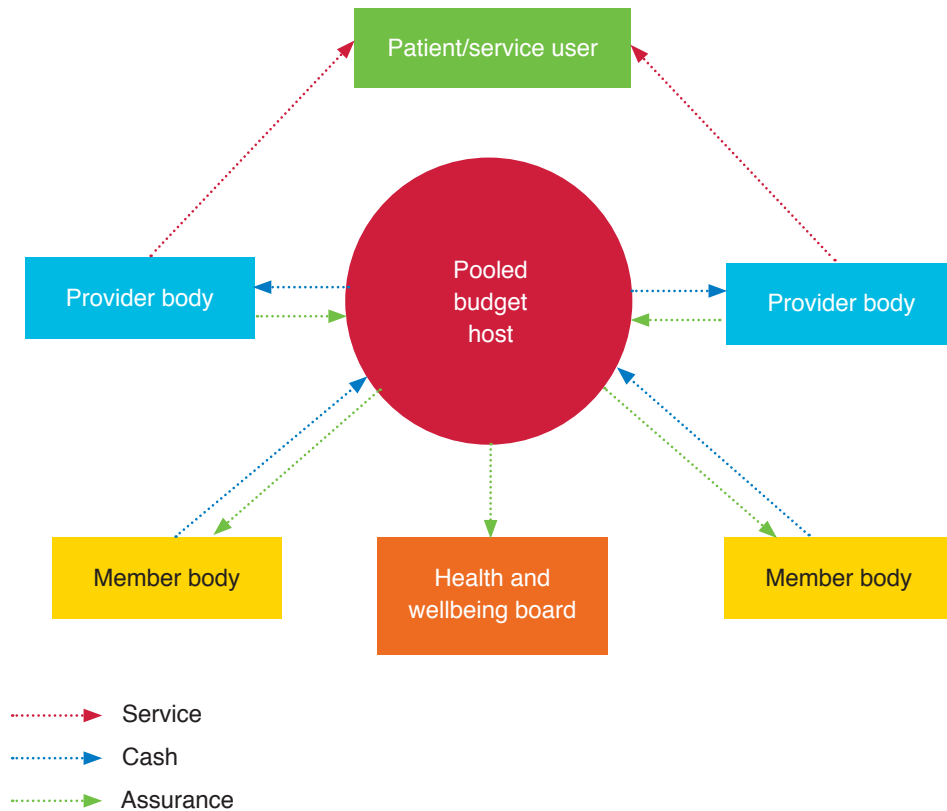 Patient/service user
Pooled
budget
host
Provider body
Provider body
Member body
Health and
wellbeing board
Member body
Service
Cash
Assurance